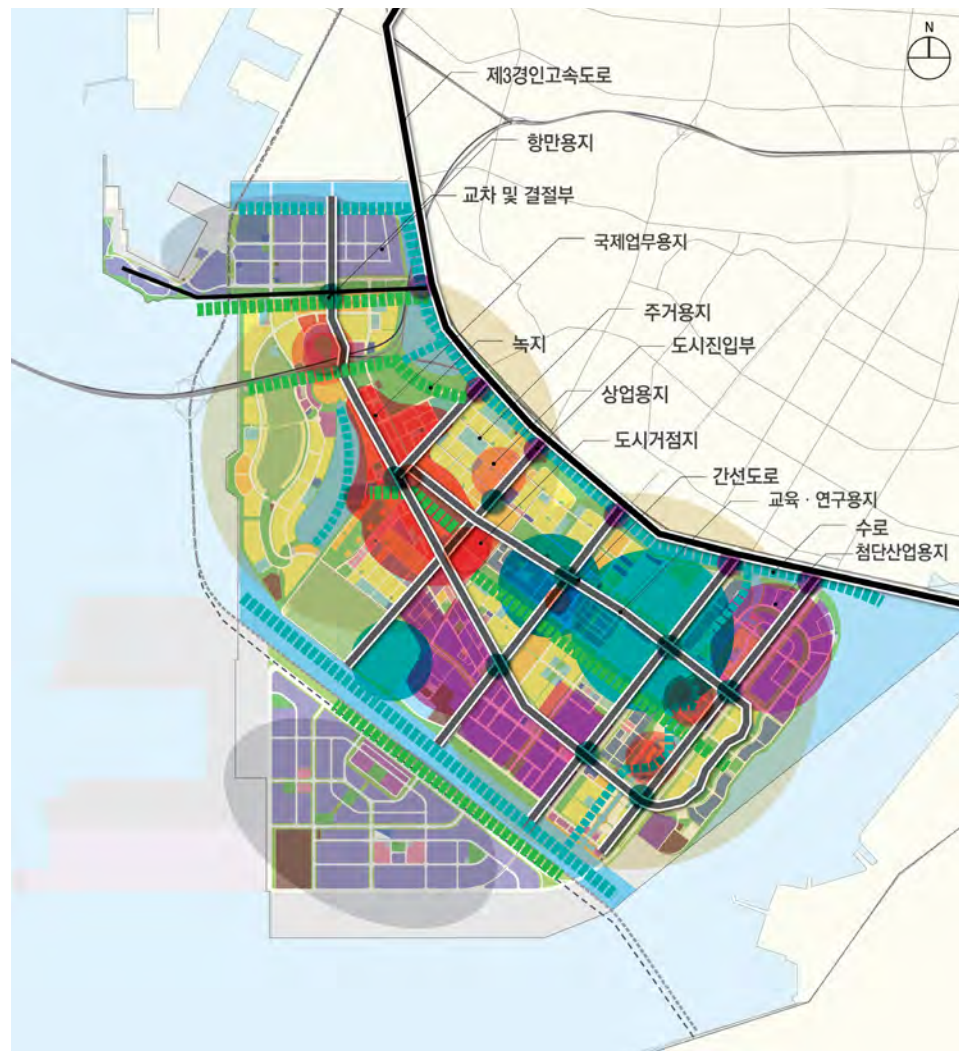 N
제3경인고속도로
항만용지
교차 및 결절부
국제업무용지
주거용지
녹지
도시진입부
상업용지
도시거점지
간선도로
교육·연구용지
수로
첨단산업용지